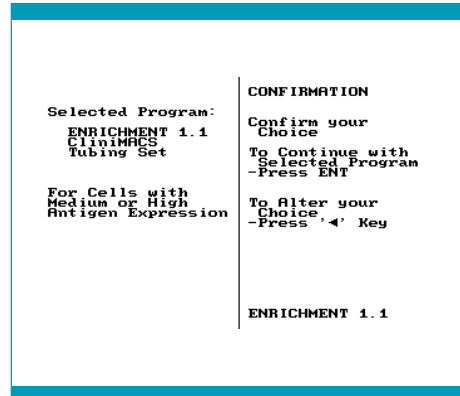 Selected Program:
ENRICHMENT 1.1
CliniMACS
Tubing Set
For Cells with
Medium or High
Antigen Expression
CONFIRMATION
Confirm your
Choice
To Continue with
Selected Program
-Press ENT
To Alter your
Choice
-Press '◄' Key
ENRICHMENT 1.1